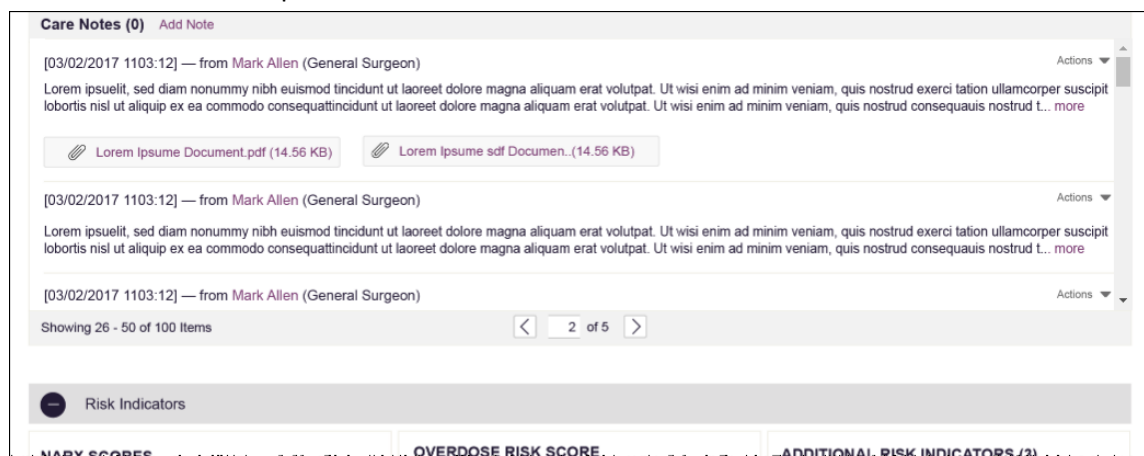 Care Notes (0) Add Note
[03/02/2017 1103:12] — from Mark Allen (General Surgeon) Actions
Lorem ipsuelit, sed diam nonummy nibh euismod tincidunt ut laoreet dolore magna aliquam erat volutpat. Ut wisi enim ad minim veniam, quis nostrud exerci tation ullamcorper suscipit
lobortis nisl ut aliquip ex ea commodo consequattincidunt ut laoreet dolore magna aliquam erat volutpat. Ut wisi enim ad minim veniam, quis nostrud consequauis nostrud t... more
Lorem Ipsume Document.pdf (14.56 KB) Lorem Ipsume sdf Documen..(14.56 KB)
[03/02/2017 1103:12] — from Mark Allen (General Surgeon) Actions
Lorem ipsuelit, sed diam nonummy nibh euismod tincidunt ut laoreet dolore magna aliquam erat volutpat. Ut wisi enim ad minim veniam, quis nostrud exerci tation ullamcorper suscipit
lobortis nisl ut aliquip ex ea commodo consequattincidunt ut laoreet dolore magna aliquam erat volutpat. Ut wisi enim ad minim veniam, quis nostrud consequauis nostrud t... more
[03/02/2017 1103:12] — from Mark Allen (General Surgeon) Actions
Showing 26 - 50 of 100 Items 2 of 5
Risk Indicators
NARX SCORES OVERDOSE RISK SCORE ADDITIONAL RISK INDICATORS (3)